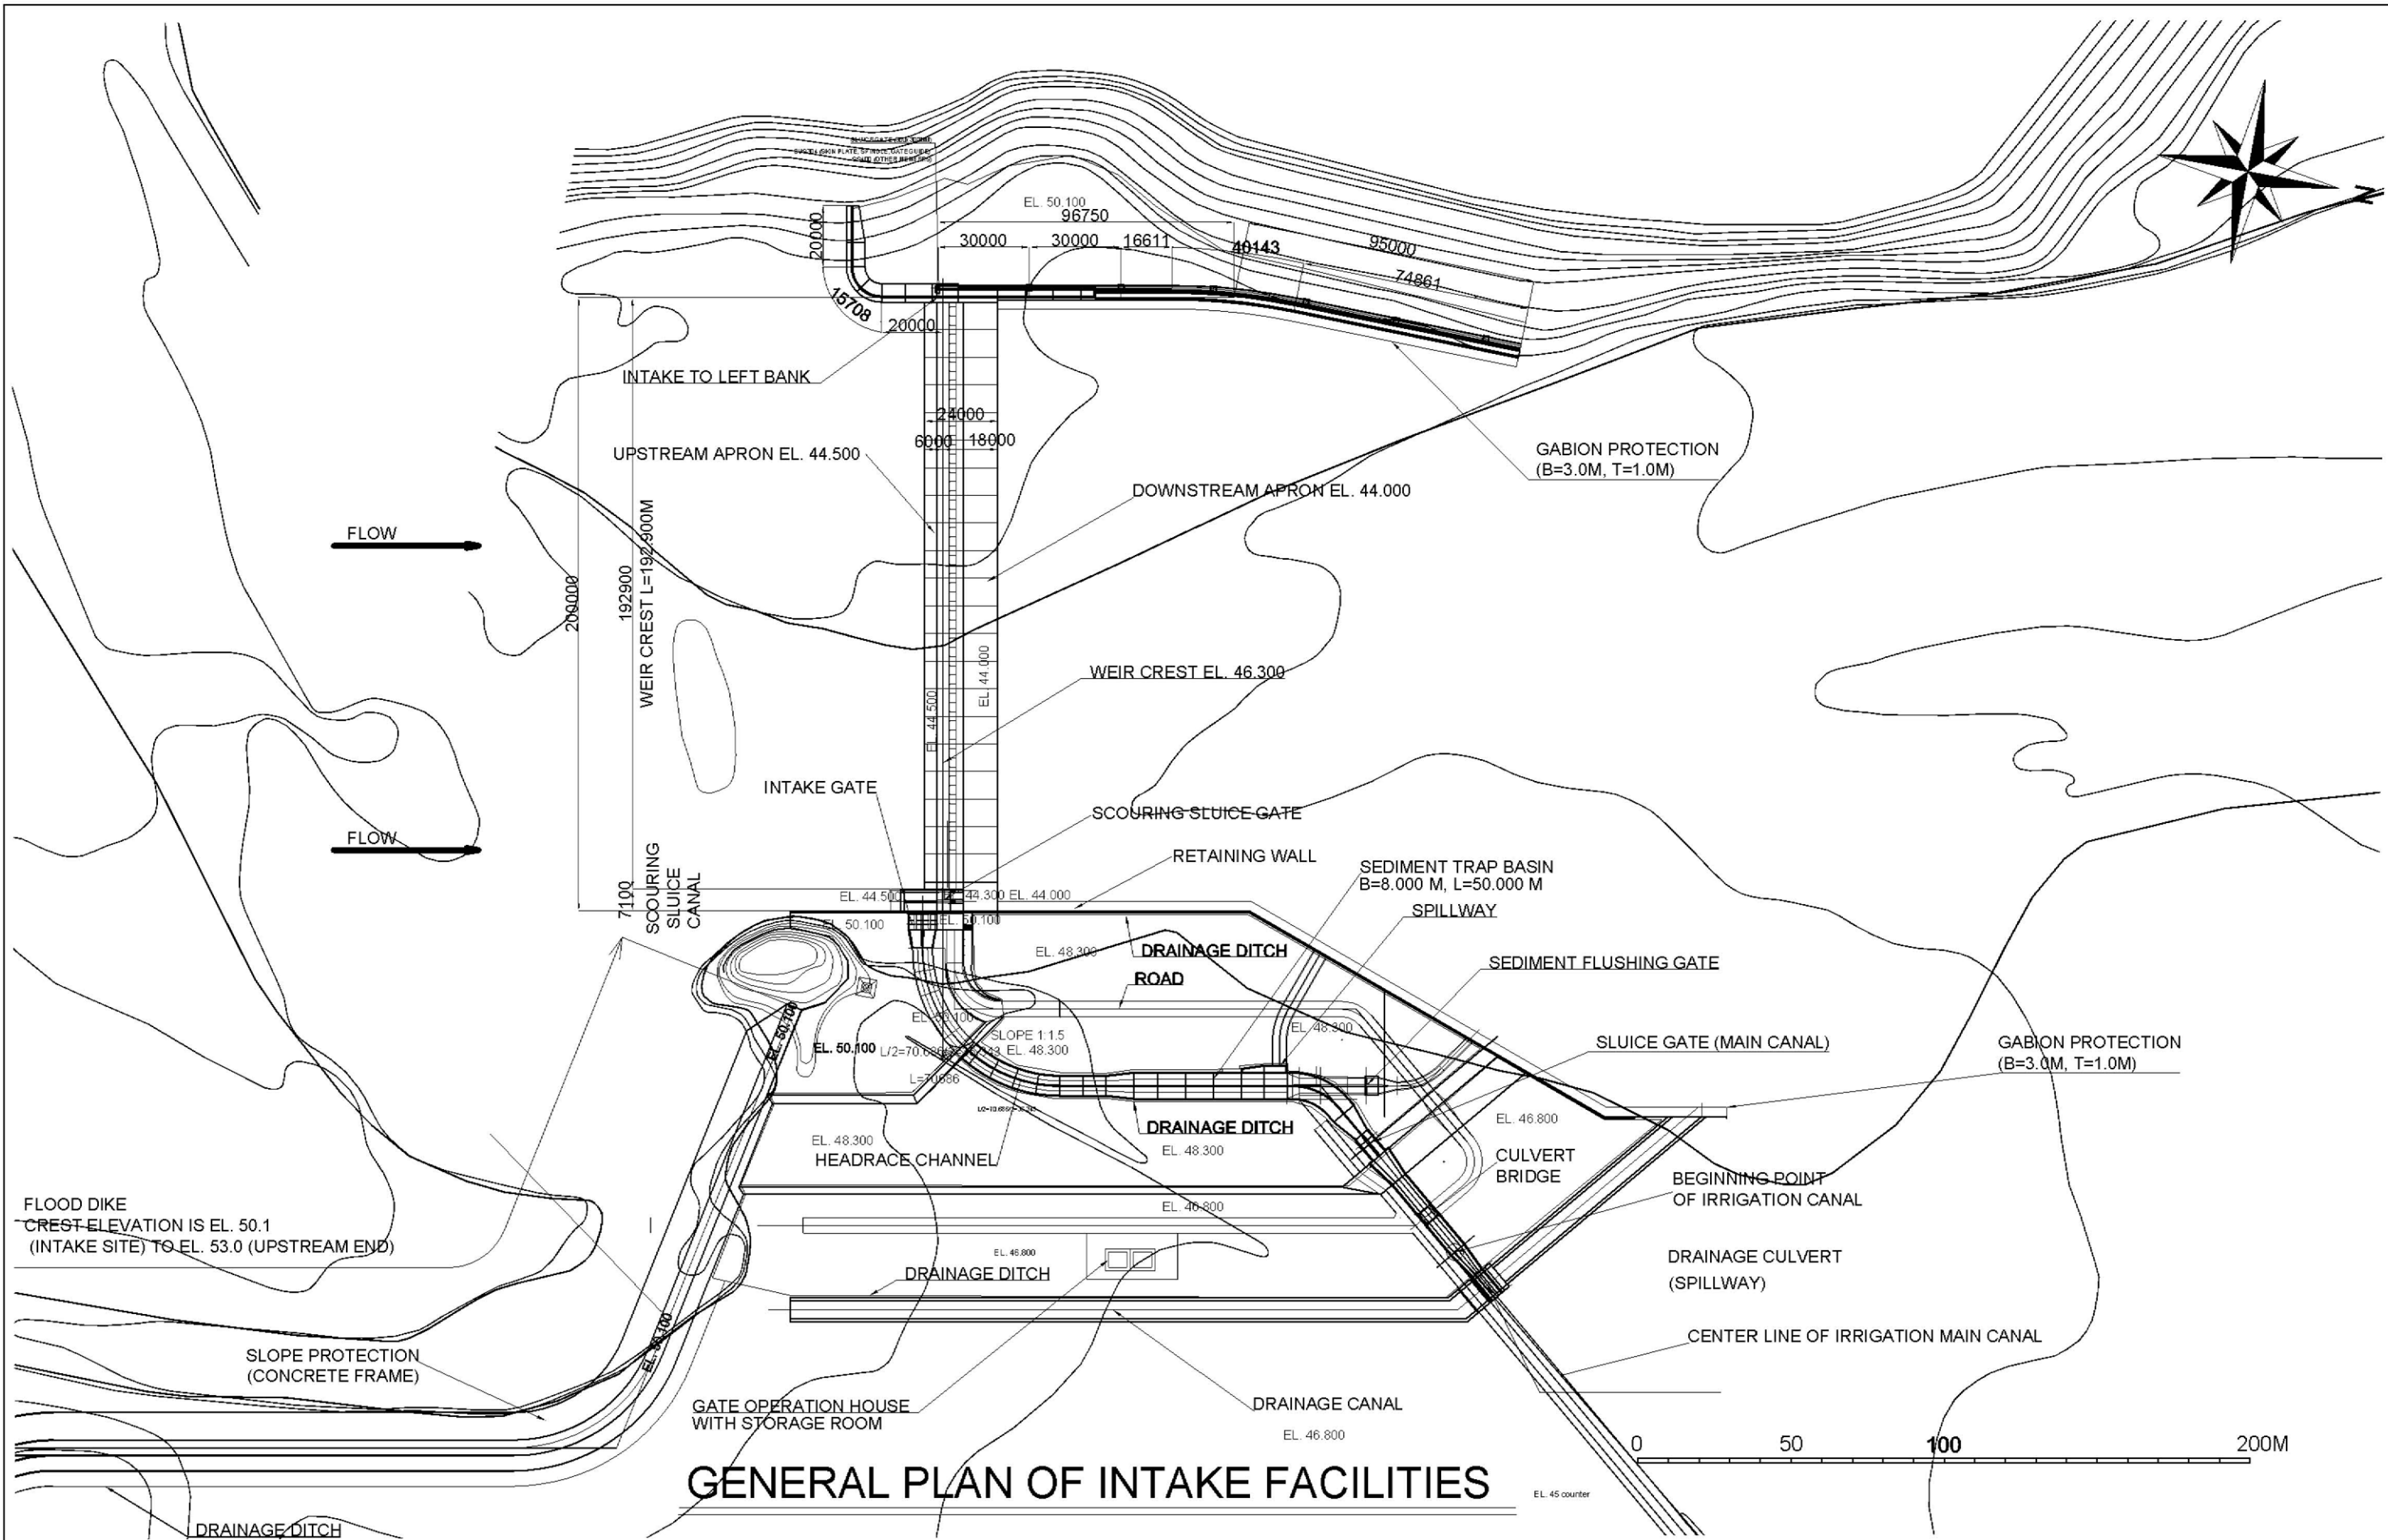 EL. 50.100
96750
20000
30000
30000
16611
40143
95000
74861
N
15708
20000
INTAKE TO LEFT BANK
24000
6000
18000
UPSTREAM APRON EL. 44.500
GABION PROTECTION
(B=3.0M, T=1.0M)
DOWNSTREAM APRON EL. 44.000
FLOW
200000
192900
WEIR CREST L=192.900M
WEIR CREST EL. 46.300
EL. 44.000
EL. 44.500
INTAKE GATE
SCOURING SLUICE GATE
FLOW
RETAINING WALL
SEDIMENT TRAP BASIN
B=8.000 M, L=50.000 M
7100
SCOURING
SLUICE
CANAL
EL. 44.500
44.300
EL. 44.000
SPILLWAY
EL. 50.100
EL. 50.100
EL. 48.300
DRAINAGE DITCH
SEDIMENT FLUSHING GATE
ROAD
EL. 50.100
EL. 50.100
SLOPE 1:1.5
EL. 48.300
EL. 50.100
EL. 48.300
SLUICE GATE (MAIN CANAL)
GABION PROTECTION
(B=3.0M, T=1.0M)
L=70686
EL. 46.800
DRAINAGE DITCH
EL. 48.300
EL. 48.300
HEADRACE CHANNEL
CULVERT
BRIDGE
BEGINNING POINT
OF IRRIGATION CANAL
FLOOD DIKE
CREST ELEVATION IS EL. 50.1
(INTAKE SITE) TO EL. 53.0 (UPSTREAM END)
EL. 46.800
EL. 46.800
DRAINAGE DITCH
DRAINAGE CULVERT
(SPILLWAY)
EL. 50.100
CENTER LINE OF IRRIGATION MAIN CANAL
SLOPE PROTECTION
(CONCRETE FRAME)
GATE OPERATION HOUSE
WITH STORAGE ROOM
DRAINAGE CANAL
EL. 46.800
0 50 100 200M
GENERAL PLAN OF INTAKE FACILITIES
EL. 45 counter
DRAINAGE DITCH